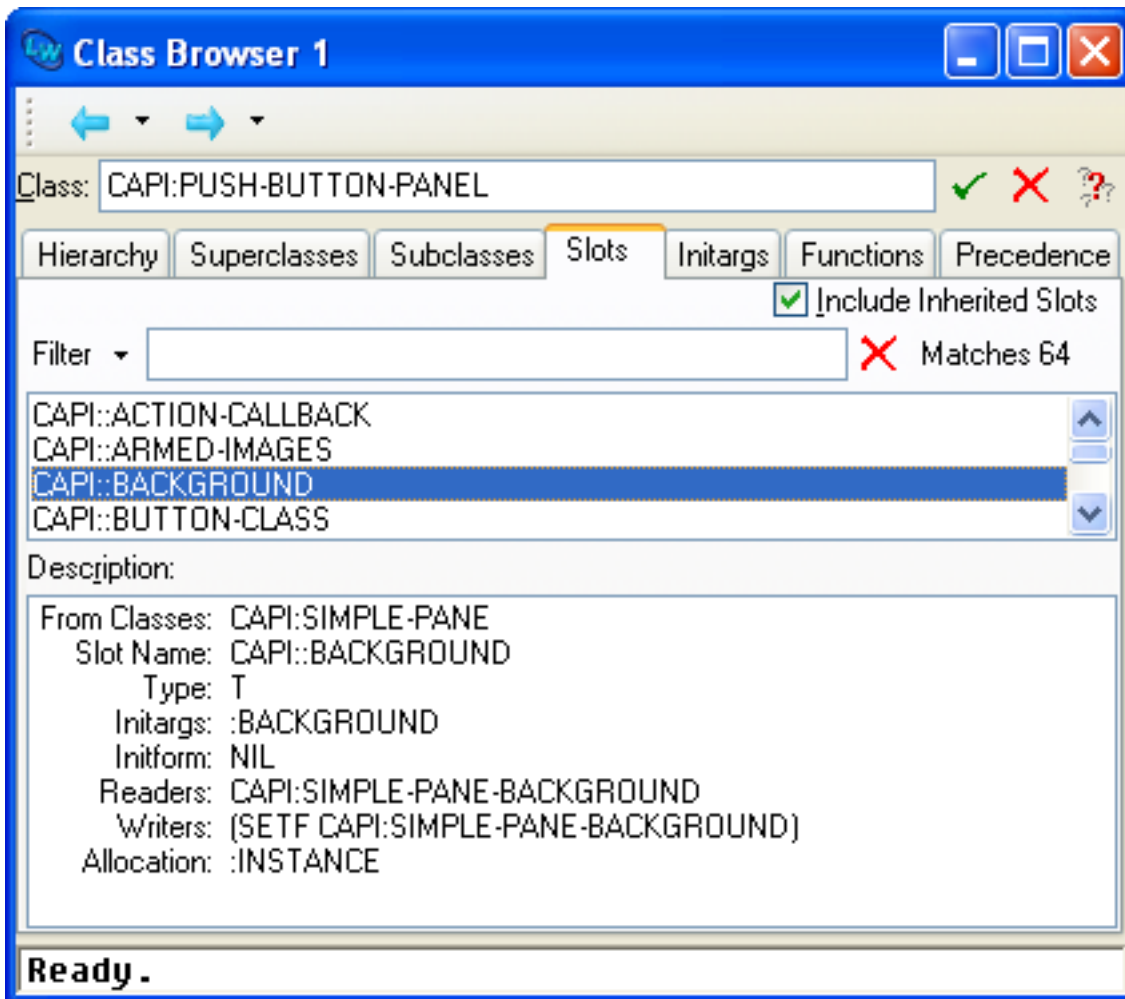 LW Class Browser 1
Class: CAPI:PUSH-BUTTON-PANEL ???
Hierarchy Superclasses Subclasses Slots Initargs Functions Precedence
Include Inherited Slots
Filter Matches 64
CAPI::ACTION-CALLBACK
CAPI::ARMED-IMAGES
CAPI::BACKGROUND
CAPI::BUTTON-CLASS
Description:
From Classes: CAPI:SIMPLE-PANE
Slot Name: CAPI::BACKGROUND
Type: T
Initargs: :BACKGROUND
Initform: NIL
Readers: CAPI:SIMPLE-PANE-BACKGROUND
Writers: (SETF CAPI:SIMPLE-PANE-BACKGROUND)
Allocation: :INSTANCE
Ready.